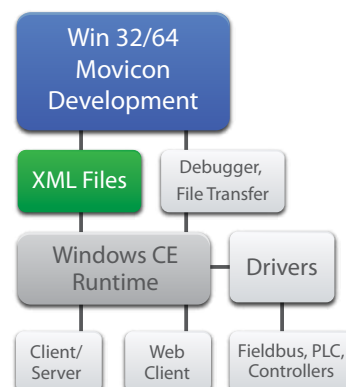 Win 32/64
Movicon
Development
XML Files
Debugger,
File Transfer
Windows CE
Runtime
Drivers
Client/
Server
Web
Client
Fieldbus, PLC,
Controllers